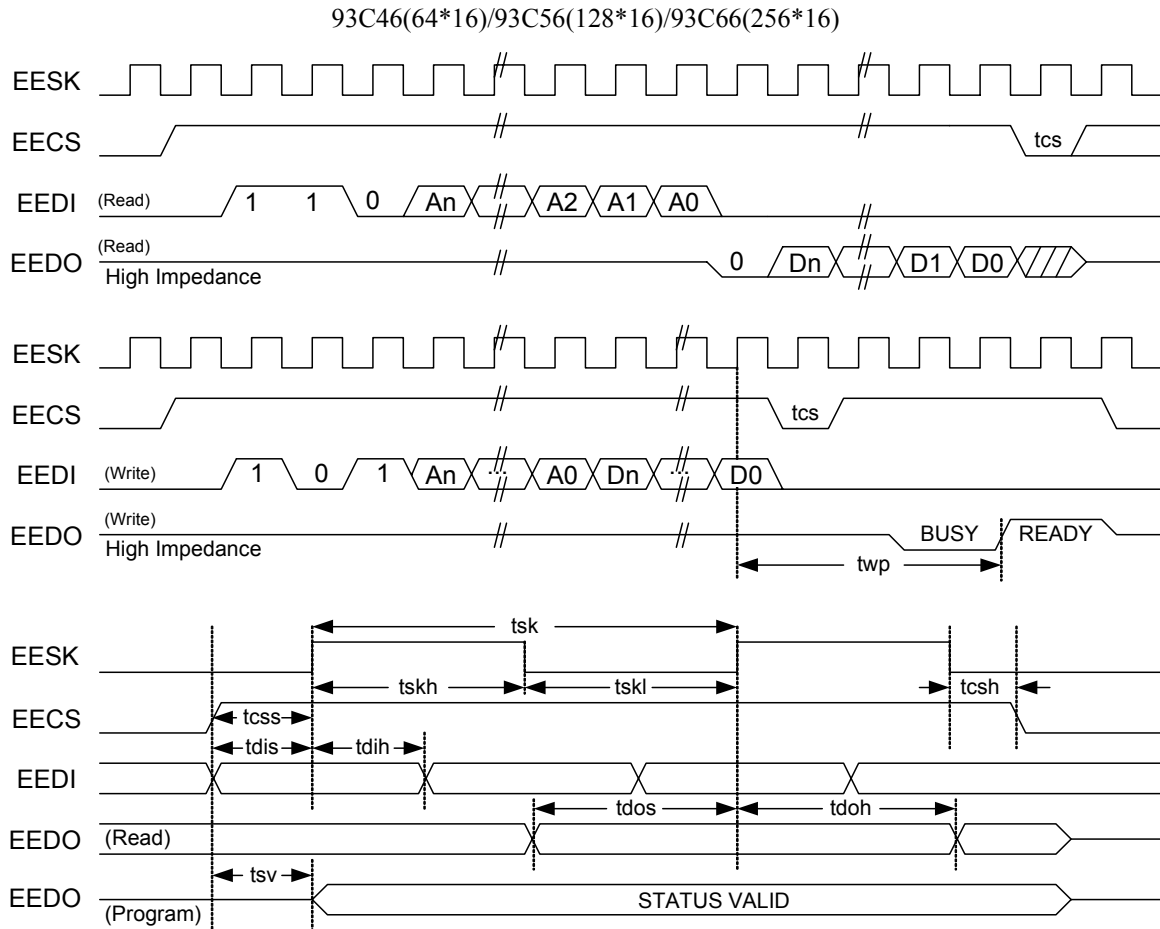 93C46(64*16)/93C56(128*16)/93C66(256*16)
EESK
EECS tcs
EEDI (Read) 1 1 0 An A2 A1 A0
EEDO (Read) High Impedance 0 Dn D1 D0
EESK
EECS tcs
EEDI (Write) 1 0 1 An ... A0 Dn ... D0
EEDO (Write) High Impedance BUSY READY
twp
tsk
EESK
tskh tskl tcsh
EECS tcss
tdis tdih
EEDI
tdos tdoh
EEDO (Read)
tsv
EEDO (Program) STATUS VALID